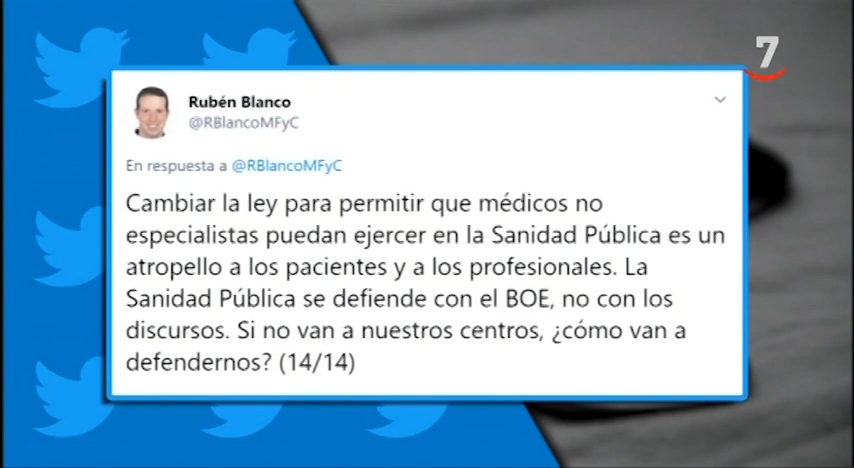 7
Rubén Blanco
@RBlancoMFyC
En respuesta a @RBlancoMFyC
Cambiar la ley para permitir que médicos no
especialistas puedan ejercer en la Sanidad Pública es un
atropello a los pacientes y a los profesionales. La
Sanidad Pública se defiende con el BOE, no con los
discursos. Si no van a nuestros centros, ¿cómo van a
defendernos? (14/14)